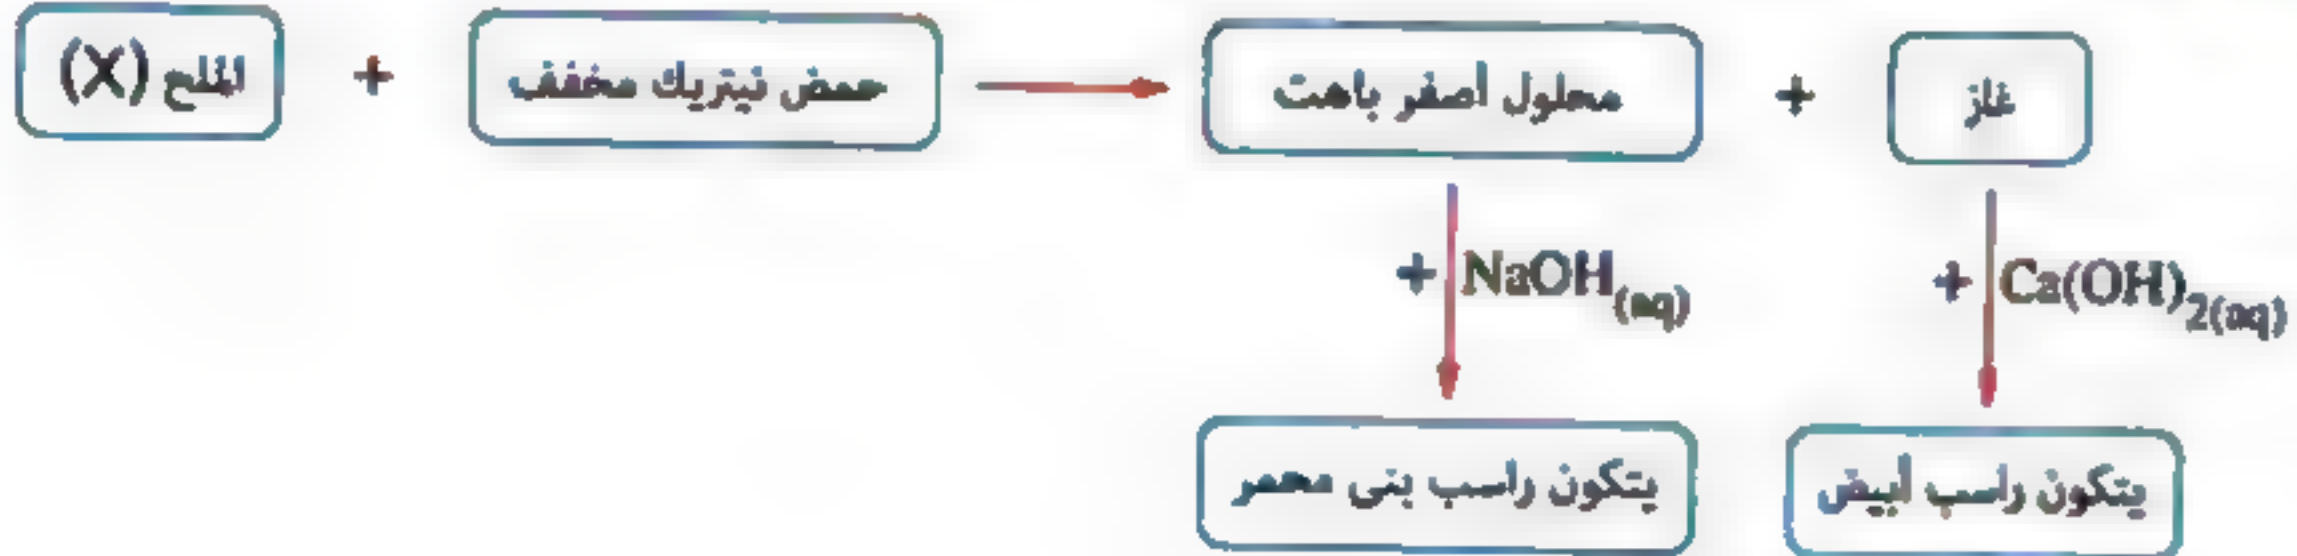 الملح (X) + حمض نيتريك مخفف → محلول أصفر باهت + غاز
+ NaOH(aq)
+ Ca(OH)2(aq)
يتكون راسب بنى محمر
يتكون راسب أبيض